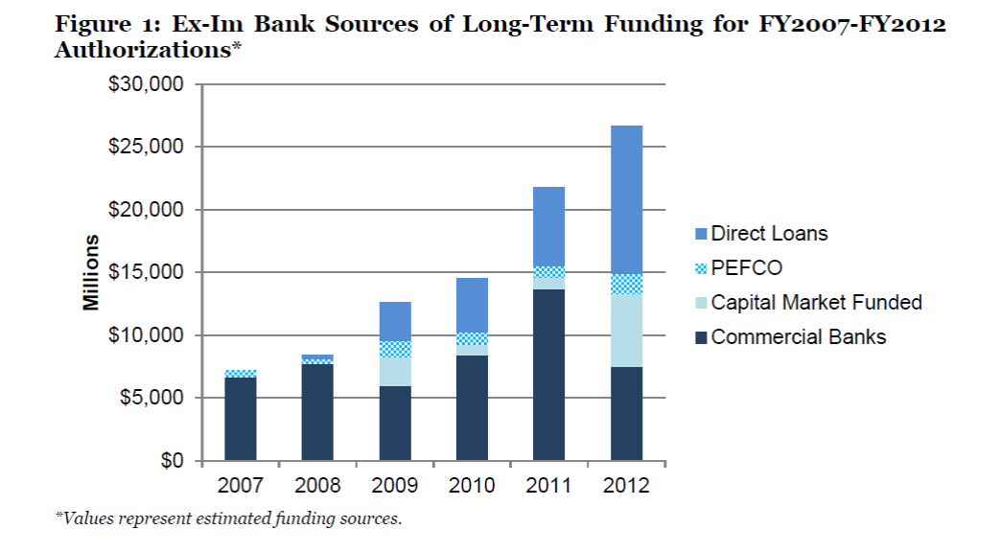 Figure 1: Ex-Im Bank Sources of Long-Term Funding for FY2007-FY2012
Authorizations*
$30,000
$25,000
$20,000
$15,000
$10,000
$5,000
$0
Millions
2007 2008 2009 2010 2011 2012
Direct Loans
PEFCO
Capital Market Funded
Commercial Banks
*Values represent estimated funding sources.